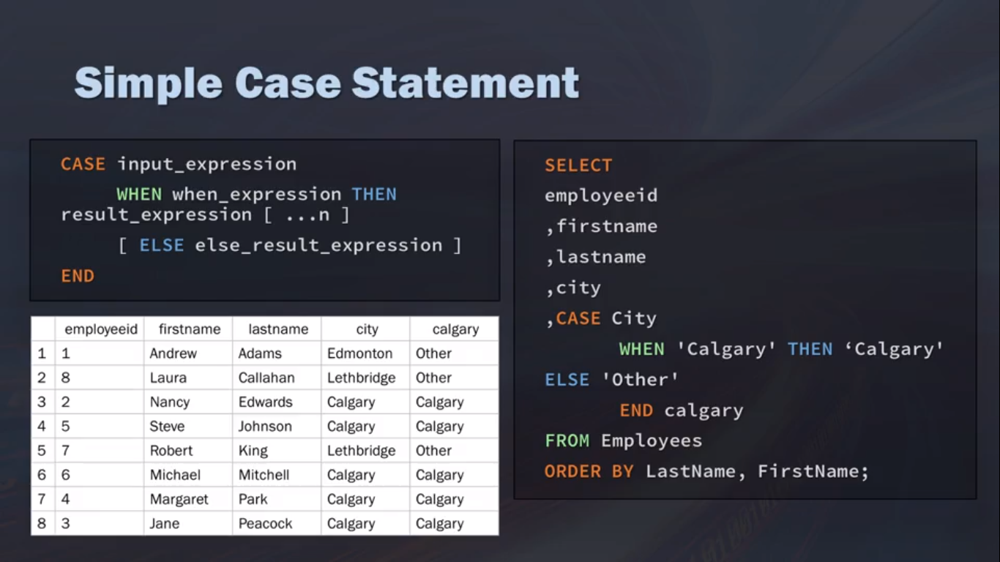 Simple Case Statement
CASE input_expression
WHEN when_expression THEN
result_expression [ ...n ]
[ ELSE else_result_expression ]
END
employeeid firstname lastname city calgary
1 1 Andrew Adams Edmonton Other
2 8 Laura Callahan Lethbridge Other
3 2 Nancy Edwards Calgary Calgary
4 5 Steve Johnson Calgary Calgary
5 7 Robert King Lethbridge Other
6 6 Michael Mitchell Calgary Calgary
7 4 Margaret Park Calgary Calgary
8 3 Jane Peacock Calgary Calgary
SELECT
employeeid
,firstname
,lastname
,city
,CASE City
WHEN 'Calgary' THEN ‘Calgary'
ELSE 'Other'
END calgary
FROM Employees
ORDER BY LastName, FirstName;